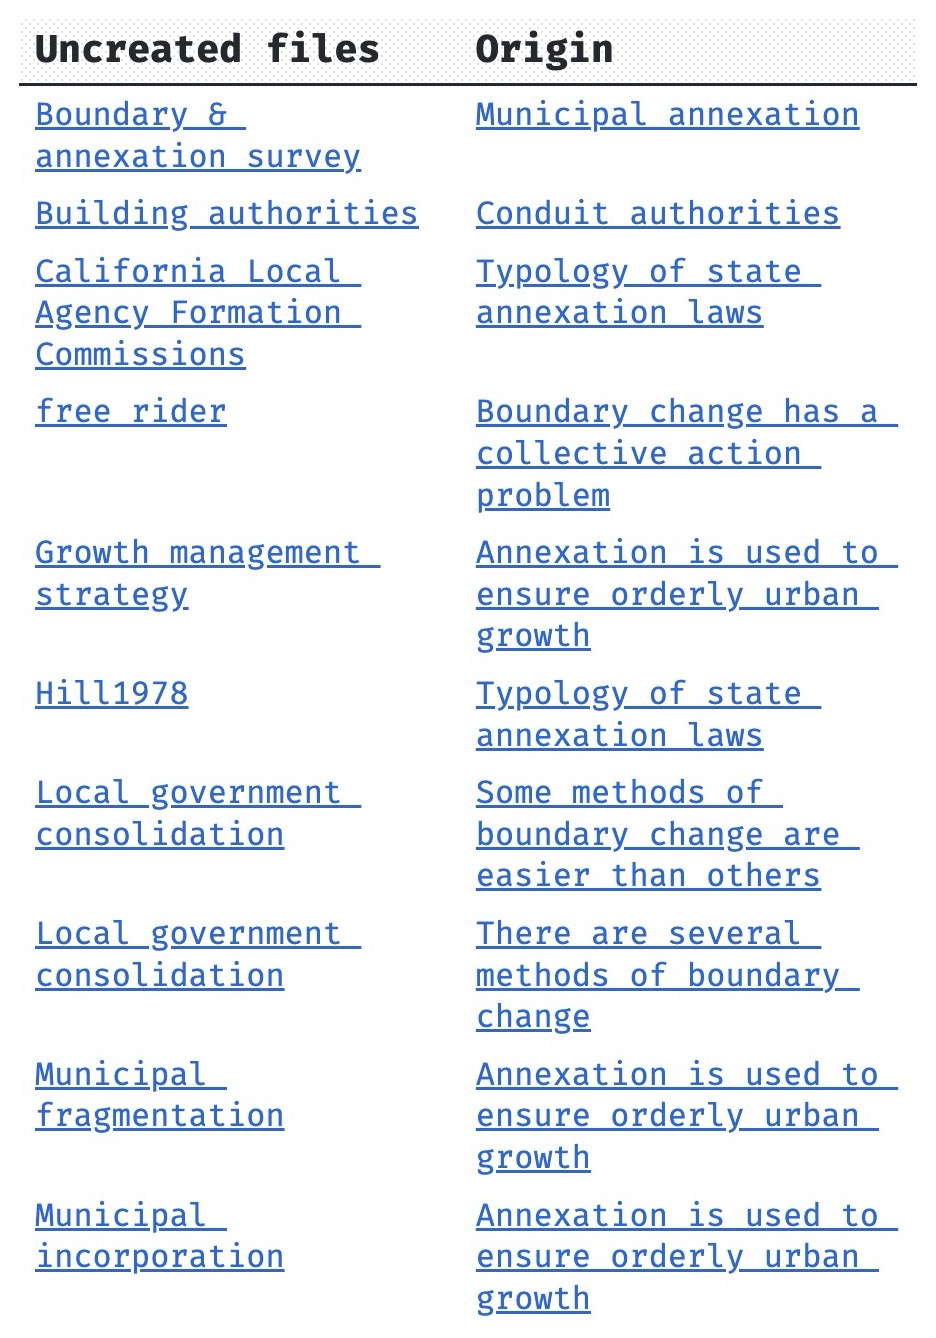 Uncreated files Origin
Boundary & Municipal annexation
annexation survey
Building authorities Conduit authorities
California Local Typology of state
Agency Formation annexation laws
Commissions
free rider Boundary change has a
collective action
problem
Growth management Annexation is used to
strategy ensure orderly urban
growth
Hill1978 Typology of state
annexation laws
Local government Some methods of
consolidation boundary change are
easier than others
Local government There are several
consolidation methods of boundary
change
Municipal Annexation is used to
fragmentation ensure orderly urban
growth
Municipal Annexation is used to
incorporation ensure orderly urban
growth